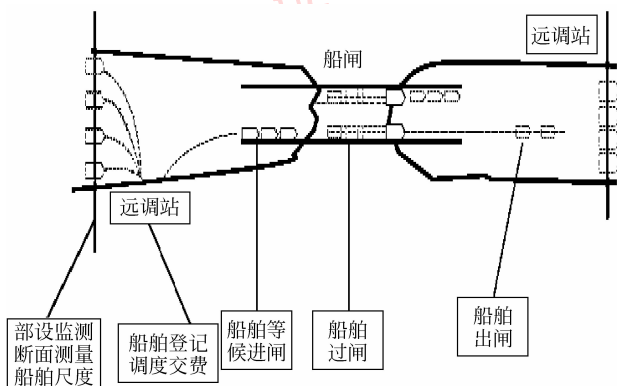 远调站
船闸
远调站
部设监测
断面测量
船舶尺度
船舶登记
调度交费
船舶等
候进闸
船舶
过闸
船舶
出闸